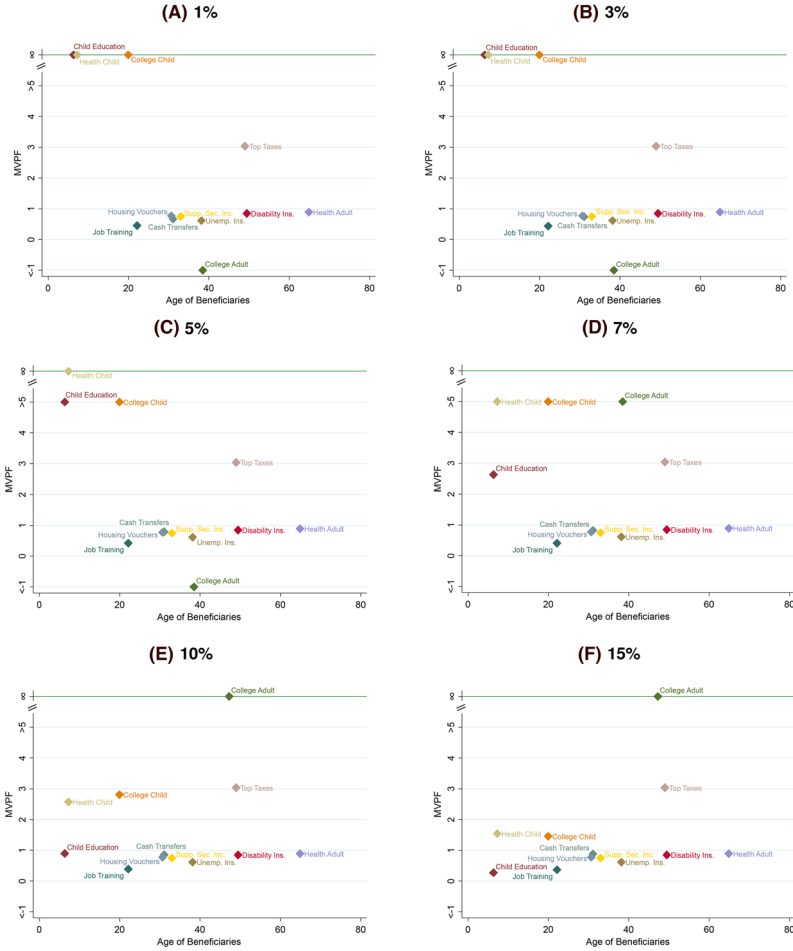 (A) 1%
∞
>5
4
3
2
1
0
<-1
MVPF
Child Education
Health Child
College Child
Top Taxes
Housing Vouchers
Supp. Sec. Inc.
Disability Ins.
Health Adult
Job Training
Cash Transfers
Unemp. Ins.
College Adult
0 20 40 60 80
Age of Beneficiaries
(B) 3%
∞
>5
4
3
2
1
0
<-1
MVPF
Child Education
Health Child
College Child
Top Taxes
Housing Vouchers
Supp. Sec. Inc.
Disability Ins.
Health Adult
Job Training
Cash Transfers
Unemp. Ins.
College Adult
0 20 40 60 80
Age of Beneficiaries
(C) 5%
∞
>5
4
3
2
1
0
<-1
MVPF
Health Child
Child Education
College Child
Top Taxes
Cash Transfers
Housing Vouchers
Supp. Sec. Inc.
Disability Ins.
Health Adult
Job Training
Unemp. Ins.
College Adult
0 20 40 60 80
Age of Beneficiaries
(D) 7%
∞
>5
4
3
2
1
0
<-1
MVPF
Health Child
College Child
College Adult
Child Education
Top Taxes
Cash Transfers
Housing Vouchers
Supp. Sec. Inc.
Disability Ins.
Health Adult
Job Training
Unemp. Ins.
0 20 40 60 80
Age of Beneficiaries
(E) 10%
∞
>5
4
3
2
1
0
<-1
MVPF
College Adult
Health Child
College Child
Top Taxes
Child Education
Cash Transfers
Housing Vouchers
Supp. Sec. Inc.
Disability Ins.
Health Adult
Job Training
Unemp. Ins.
0 20 40 60 80
Age of Beneficiaries
(F) 15%
∞
>5
4
3
2
1
0
<-1
MVPF
College Adult
Top Taxes
Health Child
College Child
Cash Transfers
Housing Vouchers
Supp. Sec. Inc.
Disability Ins.
Health Adult
Child Education
Job Training
Unemp. Ins.
0 20 40 60 80
Age of Beneficiaries